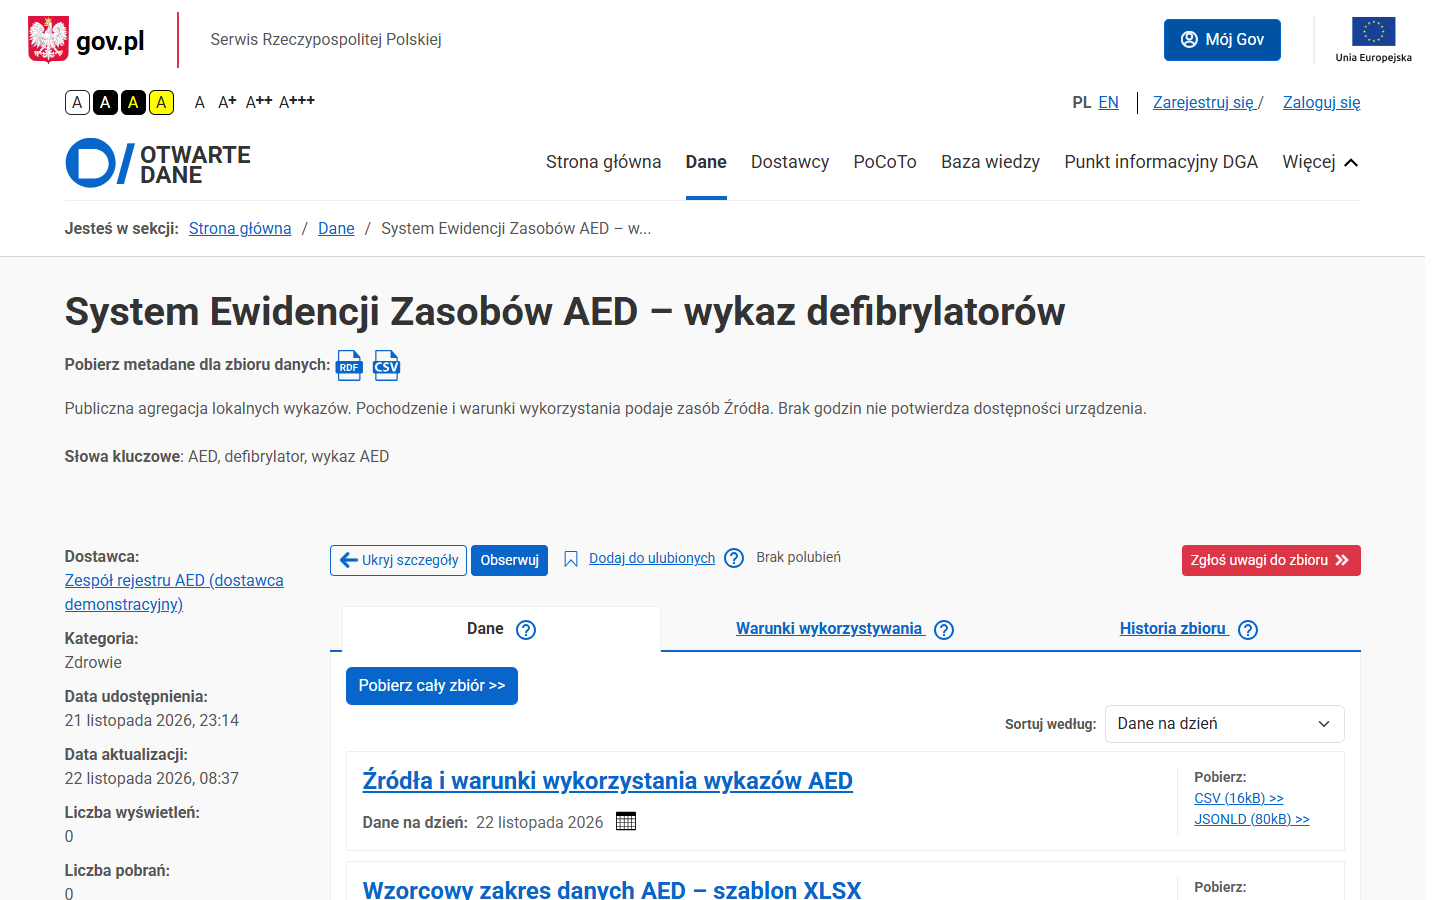 gov.pl
Serwis Rzeczypospolitej Polskiej
Mój Gov
Unia Europejska
A A A A A A+ A++ A+++
PL EN
Zarejestruj się /
Zaloguj się
OTWARTE
DANE
Strona główna
Dane
Dostawcy
PoCoTo
Baza wiedzy
Punkt informacyjny DGA
Więcej
Jesteś w sekcji: Strona główna / Dane / System Ewidencji Zasobów AED – w...
System Ewidencji Zasobów AED – wykaz defibrylatorów
Pobierz metadane dla zbioru danych: RDF CSV
Publiczna agregacja lokalnych wykazów. Pochodzenie i warunki wykorzystania podaje zasób Źródła. Brak godzin nie potwierdza dostępności urządzenia.
Słowa kluczowe: AED, defibrylator, wykaz AED
Dostawca:
Zespół rejestru AED (dostawca
demonstracyjny)
Kategoria:
Zdrowie
Data udostępnienia:
21 listopada 2026, 23:14
Data aktualizacji:
22 listopada 2026, 08:37
Liczba wyświetleń:
0
Liczba pobrań:
0
Ukryj szczegóły
Obserwuj
Dodaj do ulubionych ?
Brak polubień
Zgłoś uwagi do zbioru
Dane ?
Warunki wykorzystywania ?
Historia zbioru ?
Pobierz cały zbiór >>
Sortuj według: Dane na dzień
Źródła i warunki wykorzystania wykazów AED
Dane na dzień: 22 listopada 2026
Pobierz:
CSV (16kB) >>
JSONLD (80kB) >>
Wzorcowy zakres danych AED – szablon XLSX
Pobierz: